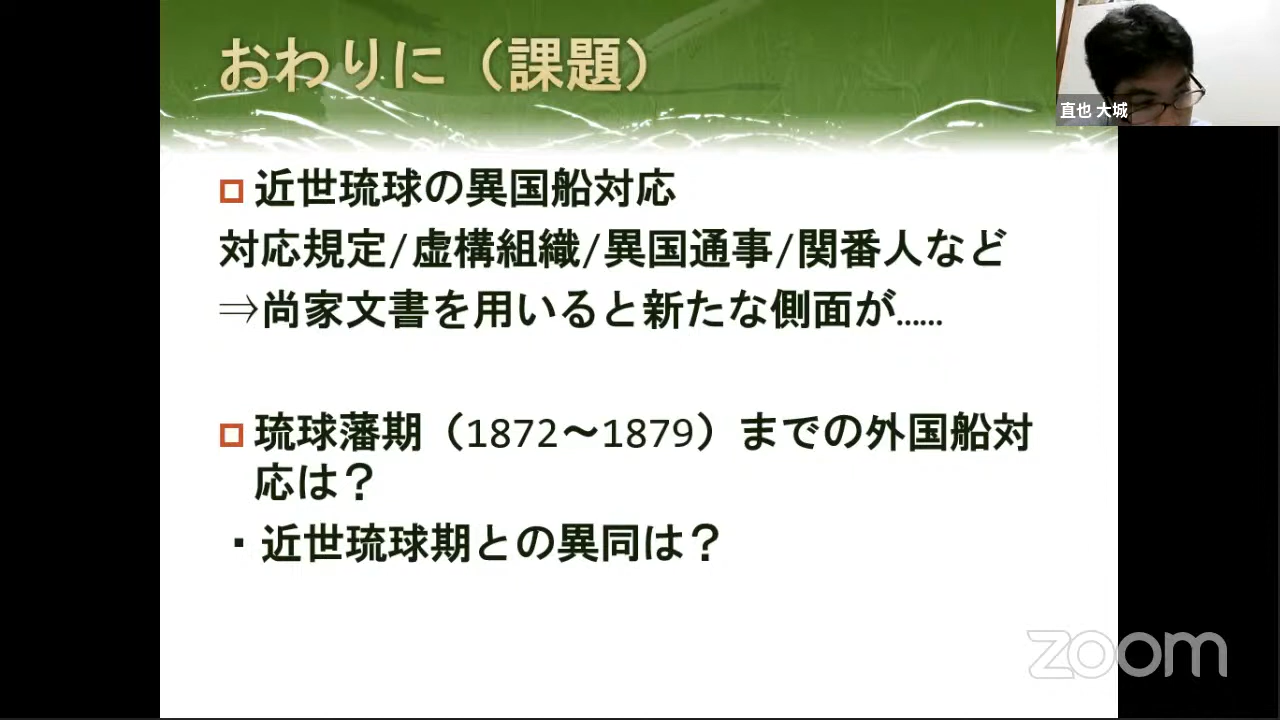 おわりに（課題）
直也 大城
近世琉球の異国船対応
対応規定/虚構組織/異国通事/関番人など
⇒尚家文書を用いると新たな側面が……
琉球藩期（1872～1879）までの外国船対
応は？
・近世琉球期との異同は？
zoom